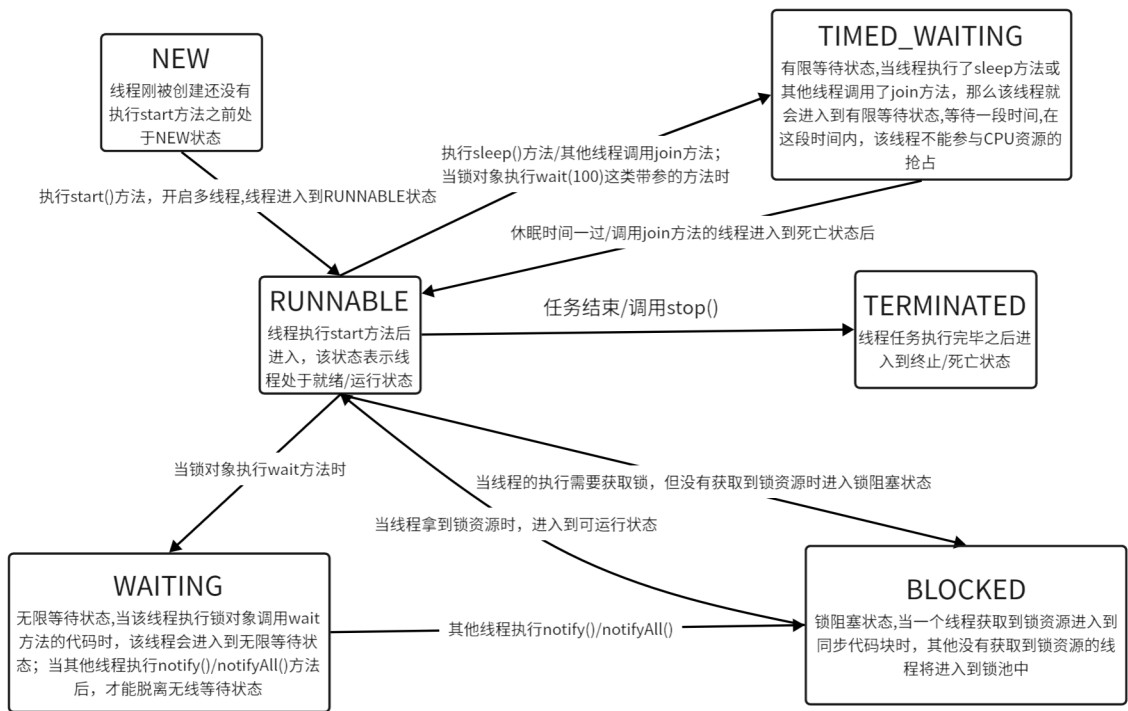 NEW
线程刚被创建还没有
执行start方法之前处
于NEW状态
TIMED_WAITING
有限等待状态,当线程执行了sleep方法或
其他线程调用了join方法，那么该线程就
会进入到有限等待状态,等待一段时间,在
这段时间内，该线程不能参与CPU资源的
抢占
执行sleep()方法/其他线程调用join方法；
当锁对象执行wait(100)这类带参的方法时
执行start()方法，开启多线程,线程进入到RUNNABLE状态
休眠时间一过/调用join方法的线程进入到死亡状态后
RUNNABLE
线程执行start方法后
进入，该状态表示线
程处于就绪/运行状态
任务结束/调用stop()
TERMINATED
线程任务执行完毕之后进
入到终止/死亡状态
当锁对象执行wait方法时
当线程的执行需要获取锁，但没有获取到锁资源时进入锁阻塞状态
当线程拿到锁资源时，进入到可运行状态
WAITING
无限等待状态,当该线程执行锁对象调用wait
方法的代码时，该线程会进入到无限等待状
态；当其他线程执行notify()/notifyAll()方法
后，才能脱离无线等待状态
其他线程执行notify()/notifyAll()
BLOCKED
锁阻塞状态,当一个线程获取到锁资源进入到
同步代码块时，其他没有获取到锁资源的线
程将进入到锁池中